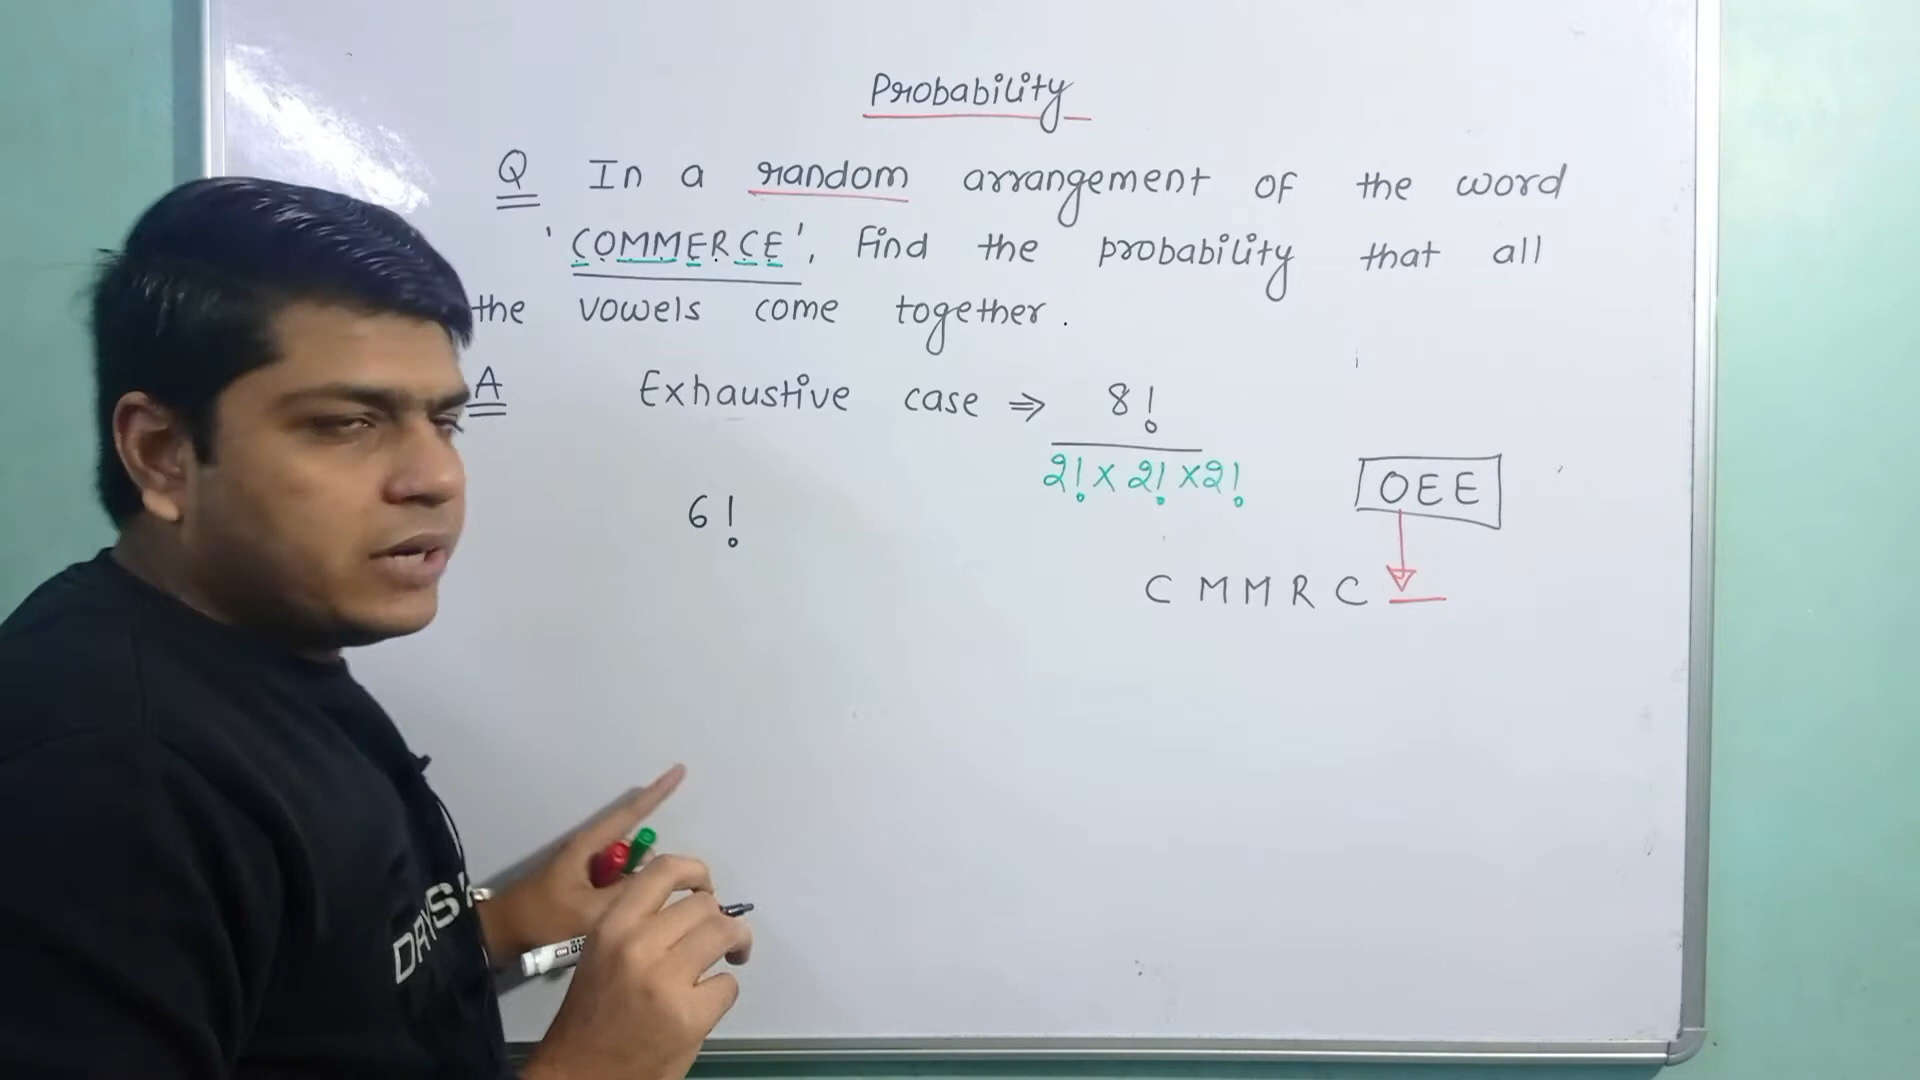 Probability
Q In a random arrangement of the word
'COMMERCE', Find the probability that all
the vowels come together.
A Exhaustive case ⇒ 8!
2! x 2! x 2!
OEE
6!
C M M R C